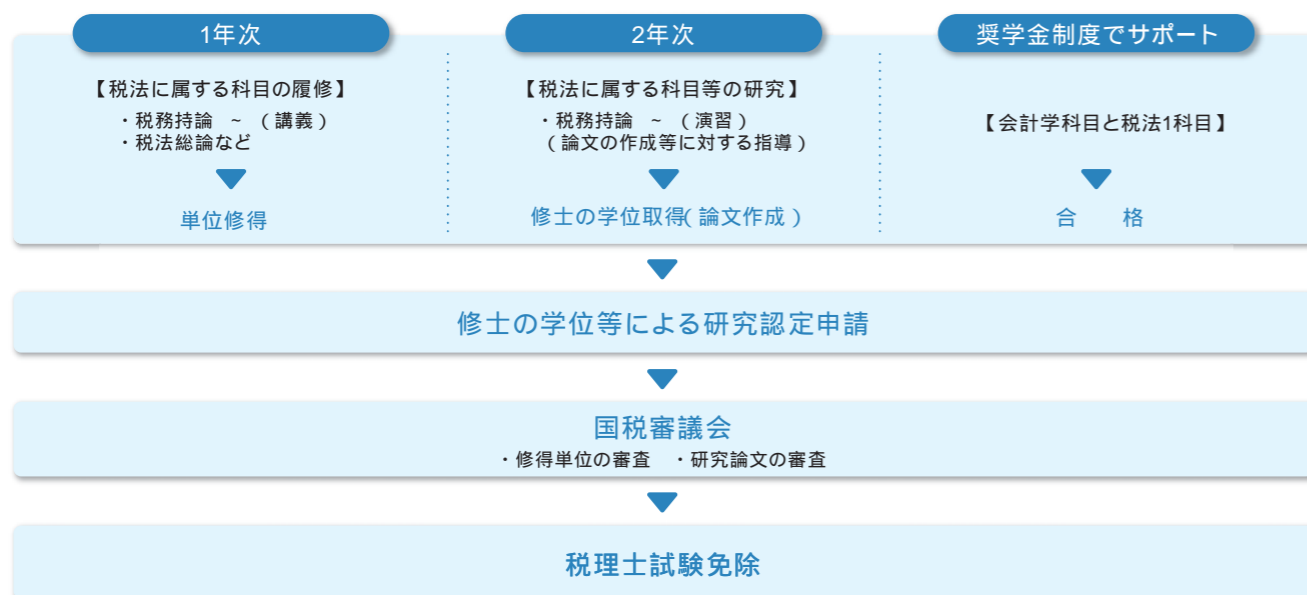 1年次
【税法に属する科目の履修】
・税務持論　~　（講義）
・税法総論など
単位修得
2年次
【税法に属する科目等の研究】
・税務持論　~　（演習）
（論文の作成等に対する指導）
修士の学位取得（論文作成）
奨学金制度でサポート
【会計学科目と税法1科目】
合　格
修士の学位等による研究認定申請
国税審議会
・修得単位の審査　・研究論文の審査
税理士試験免除